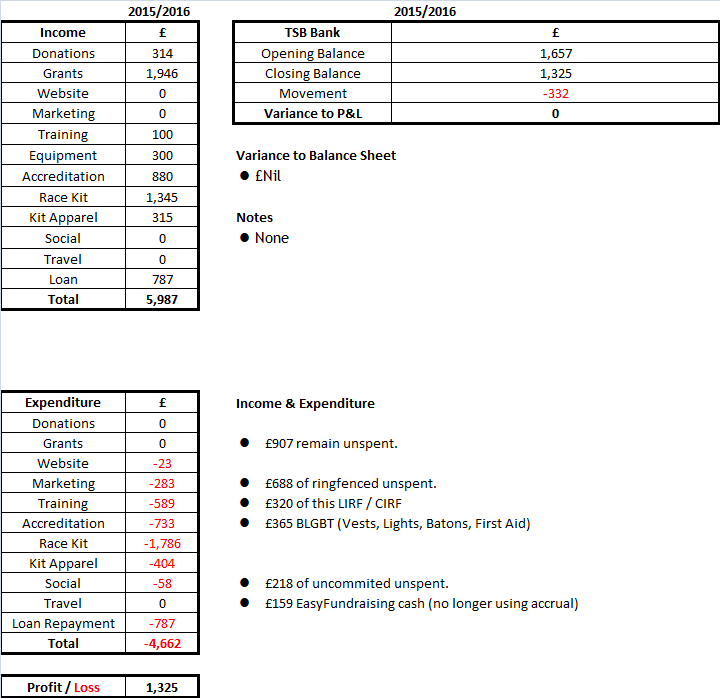 2015/2016
Income £
Donations 314
Grants 1,946
Website 0
Marketing 0
Training 100
Equipment 300
Accreditation 880
Race Kit 1,345
Kit Apparel 315
Social 0
Travel 0
Loan 787
Total 5,987
2015/2016
TSB Bank £
Opening Balance 1,657
Closing Balance 1,325
Movement -332
Variance to P&L 0
Variance to Balance Sheet
● £Nil
Notes
● None
Expenditure £
Donations 0
Grants 0
Website -23
Marketing -283
Training -589
Accreditation -733
Race Kit -1,786
Kit Apparel -404
Social -58
Travel 0
Loan Repayment -787
Total -4,662
Profit / Loss 1,325
Income & Expenditure
● £907 remain unspent.
● £688 of ringfenced unspent.
● £320 of this LIRF / CIRF
● £365 BLGBT (Vests, Lights, Batons, First Aid)
● £218 of uncommited unspent.
● £159 EasyFundraising cash (no longer using accrual)